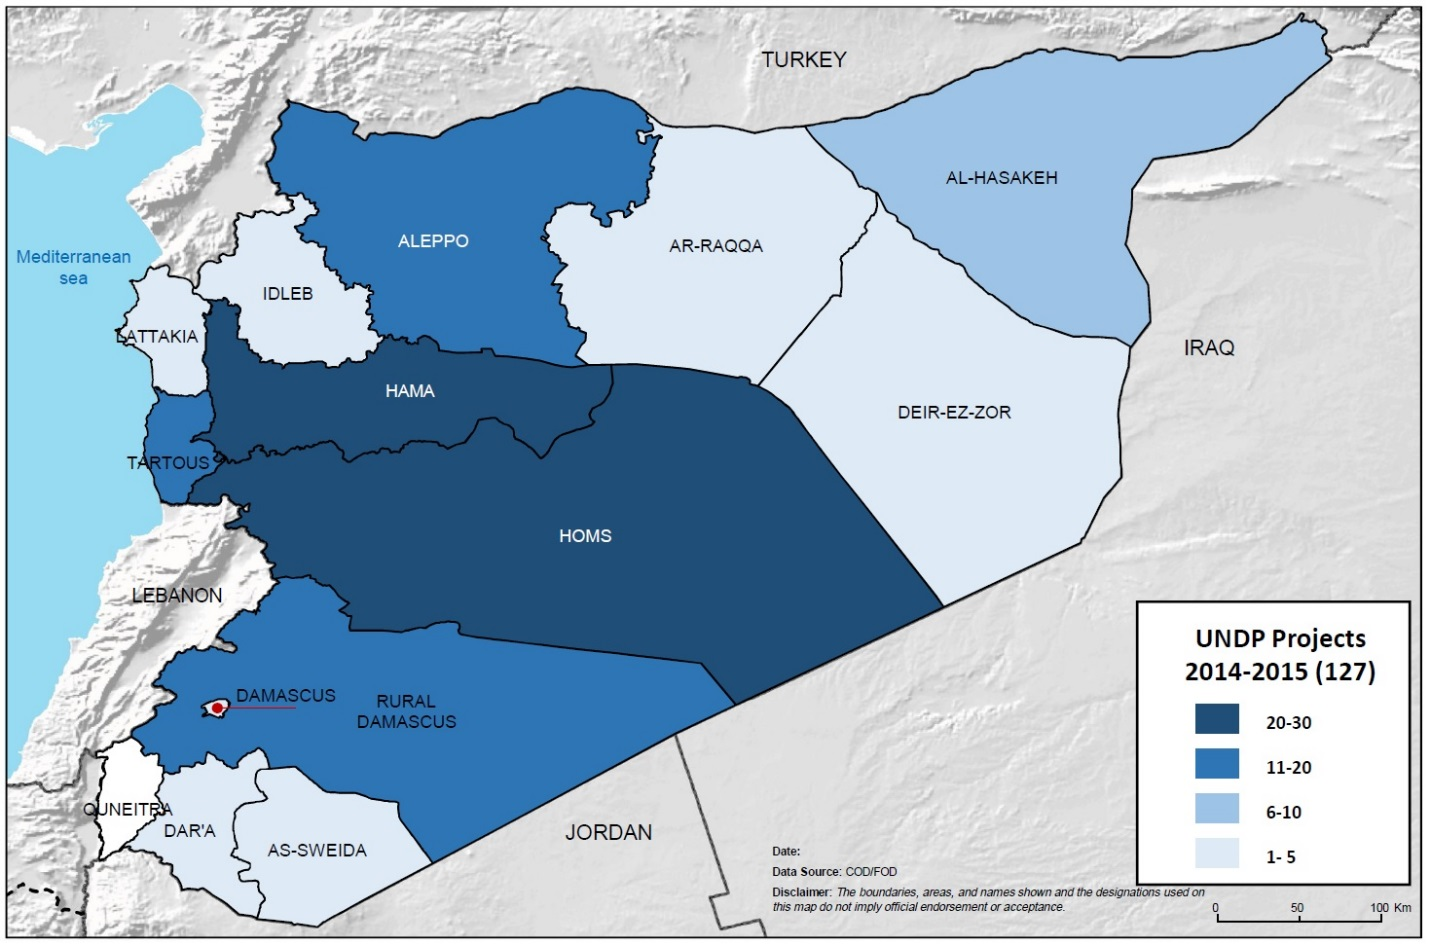 TURKEY
AL-HASAKEH
ALEPPO
AR-RAQQA
Mediterranean
sea
IDLEB
LATTAKIA
IRAQ
HAMA
DEIR-EZ-ZOR
TARTOUS
HOMS
LEBANON
DAMASCUS
RURAL
DAMASCUS
QUNEITRA
DAR'A
AS-SWEIDA
JORDAN
UNDP Projects
2014-2015 (127)
20-30
11-20
6-10
1- 5
Date:
Data Source: COD/FOD
Disclaimer: The boundaries, areas, and names shown and the designations used on
this map do not imply official endorsement or acceptance.
0 50 100 Km